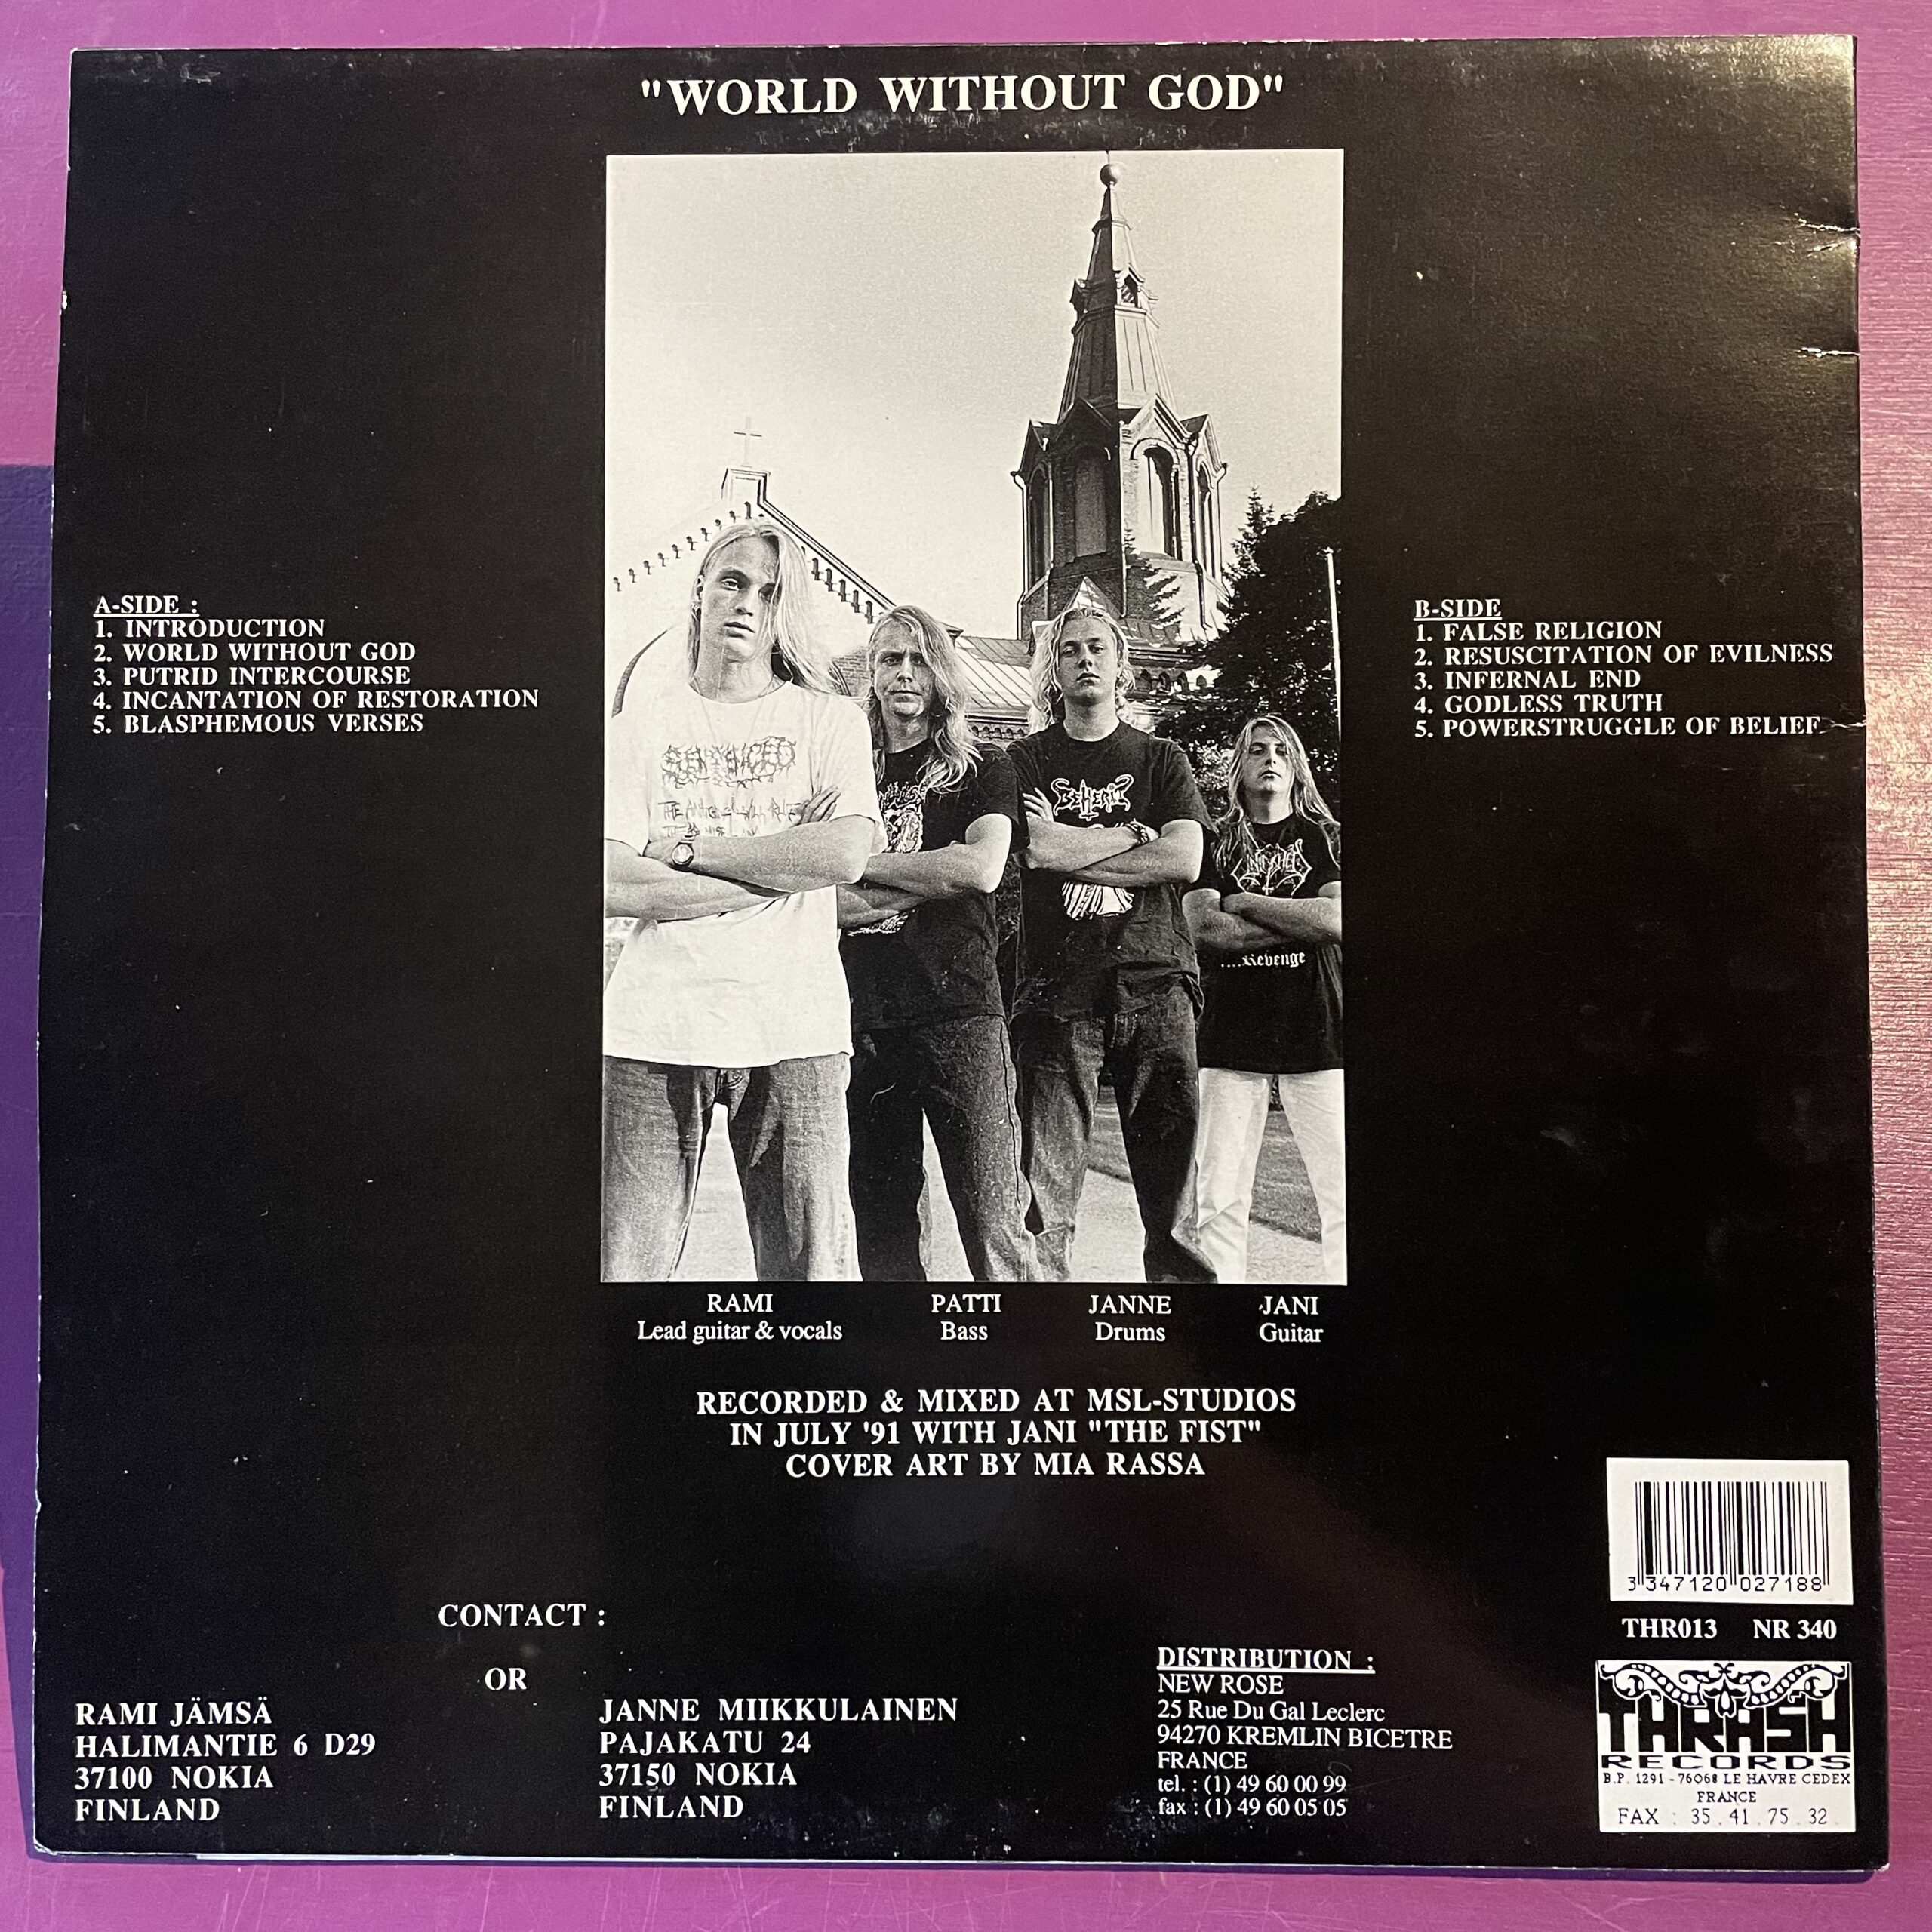 "WORLD WITHOUT GOD"
A-SIDE :
1. INTRODUCTION
2. WORLD WITHOUT GOD
3. PUTRID INTERCOURSE
4. INCANTATION OF RESTORATION
5. BLASPHEMOUS VERSES
B-SIDE
1. FALSE RELIGION
2. RESUSCITATION OF EVILNESS
3. INFERNAL END
4. GODLESS TRUTH
5. POWERSTRUGGLE OF BELIEF
SENTENCED
BEHERIT
UNLEASHED
...Revenge
RAMI
Lead guitar & vocals
PATTI
Bass
JANNE
Drums
JANI
Guitar
RECORDED & MIXED AT MSL-STUDIOS
IN JULY '91 WITH JANI "THE FIST"
COVER ART BY MIA RASSA
CONTACT :
OR
RAMI JÄMSÄ
HALIMANTIE 6 D29
37100 NOKIA
FINLAND
JANNE MIIKKULAINEN
PAJAKATU 24
37150 NOKIA
FINLAND
DISTRIBUTION :
NEW ROSE
25 Rue Du Gal Leclerc
94270 KREMLIN BICETRE
FRANCE
tel. : (1) 49 60 00 99
fax : (1) 49 60 05 05
3 347120 027188
THR013 NR 340
THRASH
RECORDS
B.P. 1291 - 76068 LE HAVRE CEDEX
FRANCE
FAX : 35.41.75.32.